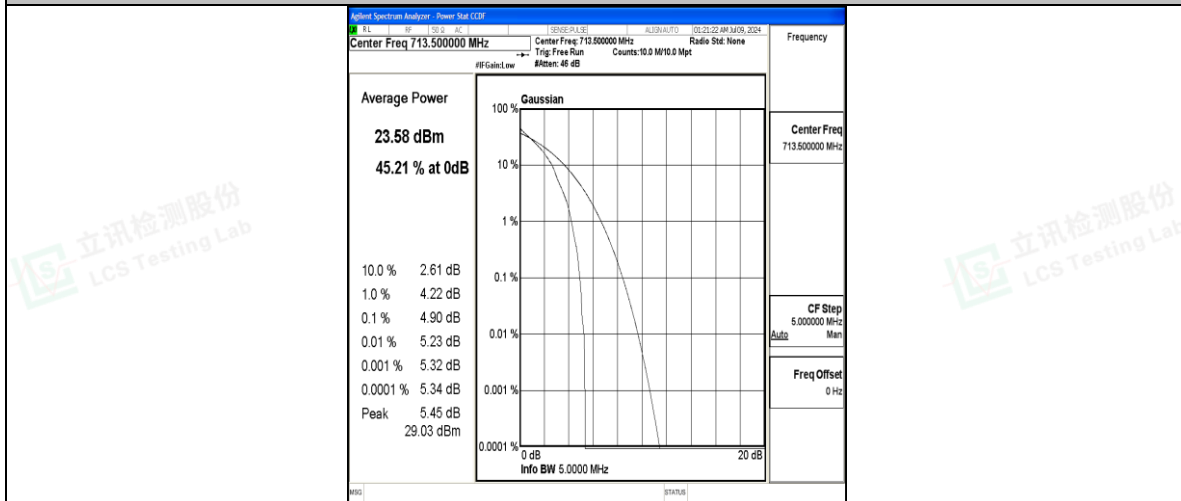 Agilent Spectrum Analyzer - Power Stat CCDF
RL RF 50 Ω AC SENSE:PULSE ALIGNAUTO 01:21:22 AM Jul 09, 2024
Center Freq 713.500000 MHz
Center Freq: 713.500000 MHz Radio Std: None
Trig: Free Run Counts:10.0 M/10.0 Mpt
#IFGain:Low #Atten: 46 dB
Frequency
Average Power
23.58 dBm
45.21 % at 0dB
10.0 % 2.61 dB
1.0 % 4.22 dB
0.1 % 4.90 dB
0.01 % 5.23 dB
0.001 % 5.32 dB
0.0001 % 5.34 dB
Peak 5.45 dB
29.03 dBm
Gaussian
100 %
10 %
1 %
0.1 %
0.01 %
0.001 %
0.0001 %
0 dB 20 dB
Info BW 5.0000 MHz
Center Freq
713.500000 MHz
CF Step
5.000000 MHz
Auto Man
Freq Offset
0 Hz
MSG STATUS
立讯检测股份
LCS Testing Lab
立讯检测股份
LCS Testing Lab